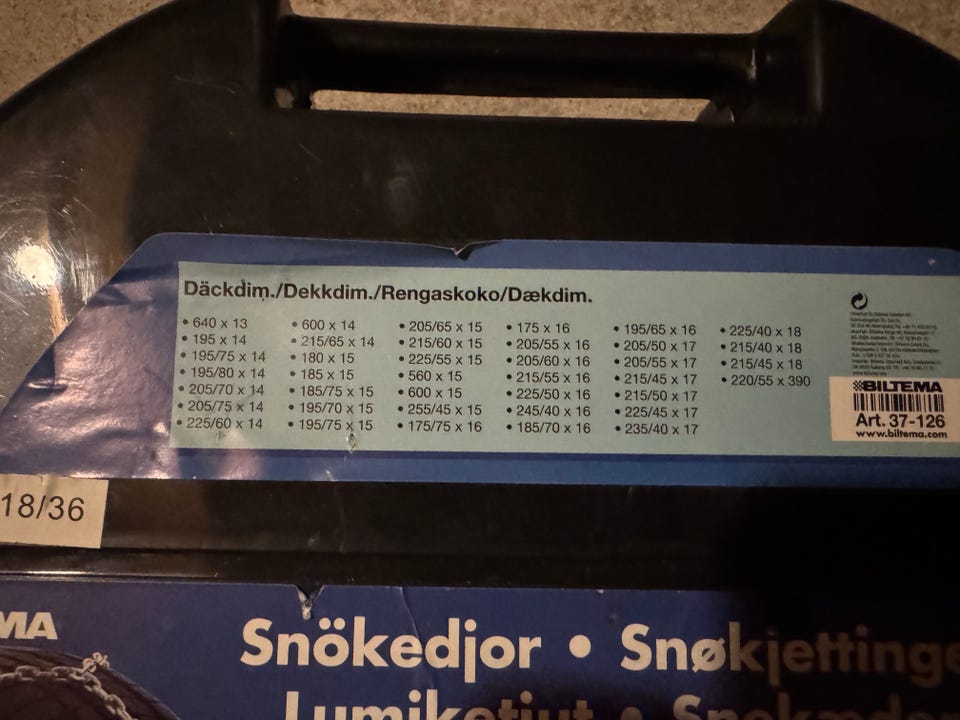 Däckdim./Dekkdim./Rengaskoko/Dækdim.
• 640 x 13
• 195 x 14
• 195/75 x 14
• 195/80 x 14
• 205/70 x 14
• 205/75 x 14
• 225/60 x 14
• 600 x 14
• 215/65 x 14
• 180 x 15
• 185 x 15
• 185/75 x 15
• 195/70 x 15
• 195/75 x 15
• 205/65 x 15
• 215/60 x 15
• 225/55 x 15
• 560 x 15
• 600 x 15
• 255/45 x 15
• 175/75 x 16
• 175 x 16
• 205/55 x 16
• 205/60 x 16
• 215/55 x 16
• 225/50 x 16
• 245/40 x 16
• 185/70 x 16
• 195/65 x 16
• 205/50 x 17
• 205/55 x 17
• 215/45 x 17
• 215/50 x 17
• 225/45 x 17
• 235/40 x 17
• 225/40 x 18
• 215/40 x 18
• 215/45 x 18
• 220/55 x 390
BILTEMA
Art. 37-126
www.biltema.com
18/36
MA
Snökedjor • Snøkjettinge
Lumiketjut •